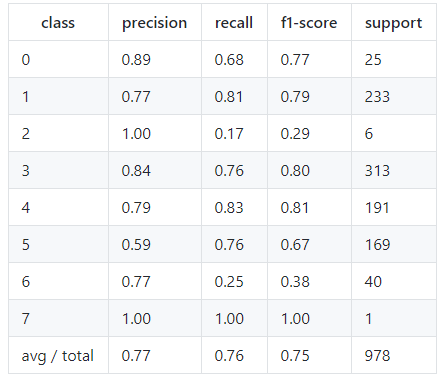 class precision recall f1-score support
0 0.89 0.68 0.77 25
1 0.77 0.81 0.79 233
2 1.00 0.17 0.29 6
3 0.84 0.76 0.80 313
4 0.79 0.83 0.81 191
5 0.59 0.76 0.67 169
6 0.77 0.25 0.38 40
7 1.00 1.00 1.00 1
avg / total 0.77 0.76 0.75 978